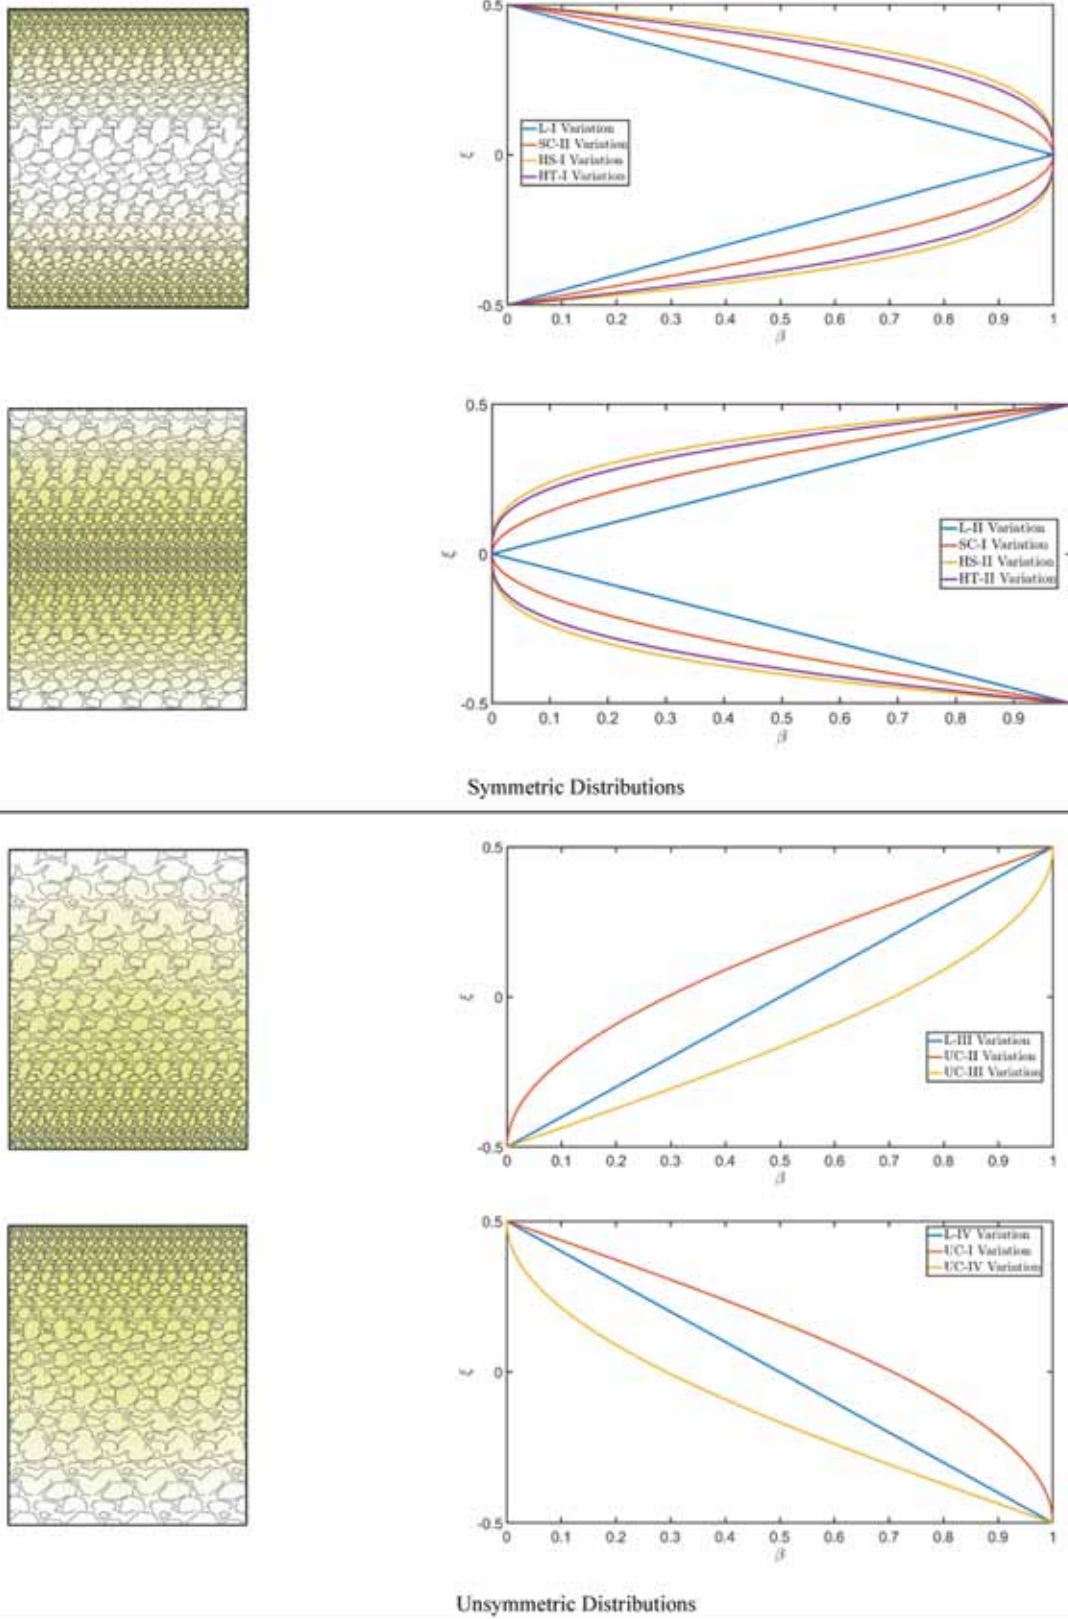 0.5
ξ
0
-0.5
L-I Variation
SC-II Variation
HS-I Variation
HT-I Variation
0 0.1 0.2 0.3 0.4 0.5 0.6 0.7 0.8 0.9 1
β
0.5
ξ
0
-0.5
L-II Variation
SC-I Variation
HS-II Variation
HT-II Variation
0 0.1 0.2 0.3 0.4 0.5 0.6 0.7 0.8 0.9
β
Symmetric Distributions
0.5
ξ
0
-0.5
L-III Variation
UC-II Variation
UC-III Variation
0 0.1 0.2 0.3 0.4 0.5 0.6 0.7 0.8 0.9 1
β
0.5
ξ
0
-0.5
L-IV Variation
UC-I Variation
UC-IV Variation
0 0.1 0.2 0.3 0.4 0.5 0.6 0.7 0.8 0.9 1
β
Unsymmetric Distributions